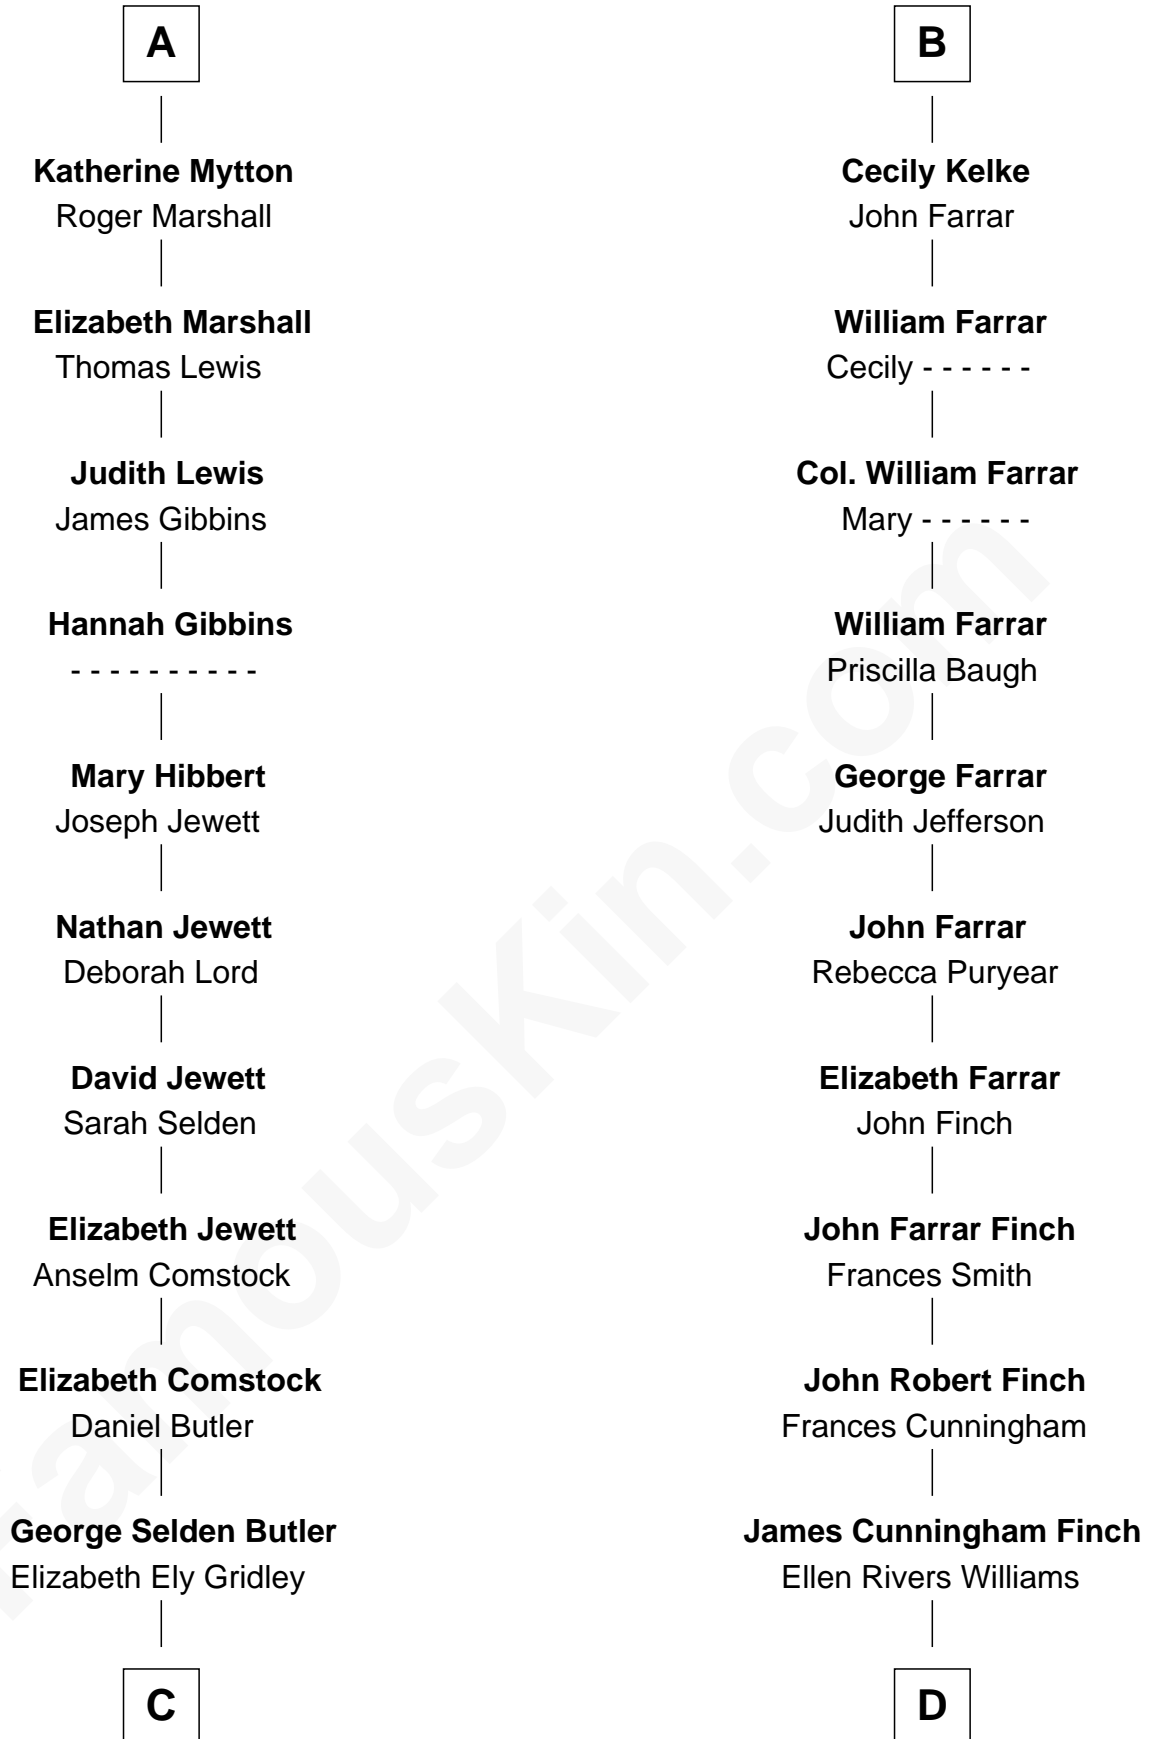 A
Katherine Mytton
Roger Marshall
Elizabeth Marshall
Thomas Lewis
Judith Lewis
James Gibbins
Hannah Gibbins
- - - - - - - - - -
Mary Hibbert
Joseph Jewett
Nathan Jewett
Deborah Lord
David Jewett
Sarah Selden
Elizabeth Jewett
Anselm Comstock
Elizabeth Comstock
Daniel Butler
George Selden Butler
Elizabeth Ely Gridley
C
B
Cecily Kelke
John Farrar
William Farrar
Cecily - - - - - -
Col. William Farrar
Mary - - - - - -
William Farrar
Priscilla Baugh
George Farrar
Judith Jefferson
John Farrar
Rebecca Puryear
Elizabeth Farrar
John Finch
John Farrar Finch
Frances Smith
John Robert Finch
Frances Cunningham
James Cunningham Finch
Ellen Rivers Williams
D
FamousKin.com